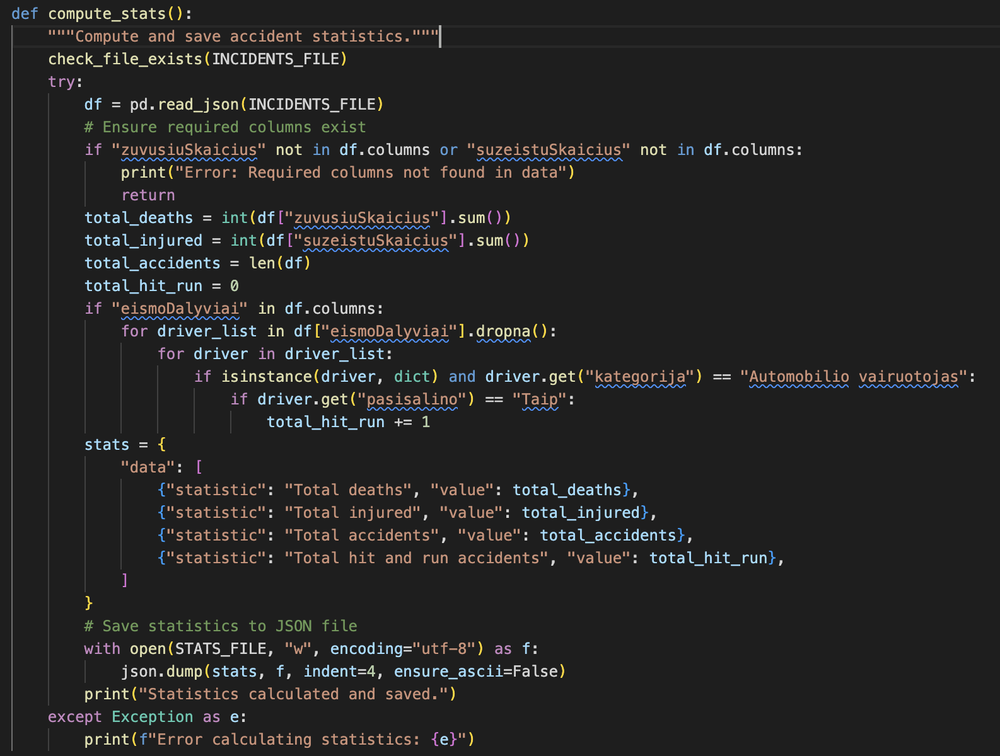 def compute_stats():
    """Compute and save accident statistics."""
    check_file_exists(INCIDENTS_FILE)
    try:
        df = pd.read_json(INCIDENTS_FILE)
        # Ensure required columns exist
        if "zuvusiuSkaicius" not in df.columns or "suzeistuSkaicius" not in df.columns:
            print("Error: Required columns not found in data")
            return
        total_deaths = int(df["zuvusiuSkaicius"].sum())
        total_injured = int(df["suzeistuSkaicius"].sum())
        total_accidents = len(df)
        total_hit_run = 0
        if "eismoDalyviai" in df.columns:
            for driver_list in df["eismoDalyviai"].dropna():
                for driver in driver_list:
                    if isinstance(driver, dict) and driver.get("kategorija") == "Automobilio vairuotojas":
                        if driver.get("pasisalino") == "Taip":
                            total_hit_run += 1
        stats = {
            "data": [
                {"statistic": "Total deaths", "value": total_deaths},
                {"statistic": "Total injured", "value": total_injured},
                {"statistic": "Total accidents", "value": total_accidents},
                {"statistic": "Total hit and run accidents", "value": total_hit_run},
            ]
        }
        # Save statistics to JSON file
        with open(STATS_FILE, "w", encoding="utf-8") as f:
            json.dump(stats, f, indent=4, ensure_ascii=False)
        print("Statistics calculated and saved.")
    except Exception as e:
        print(f"Error calculating statistics: {e}")